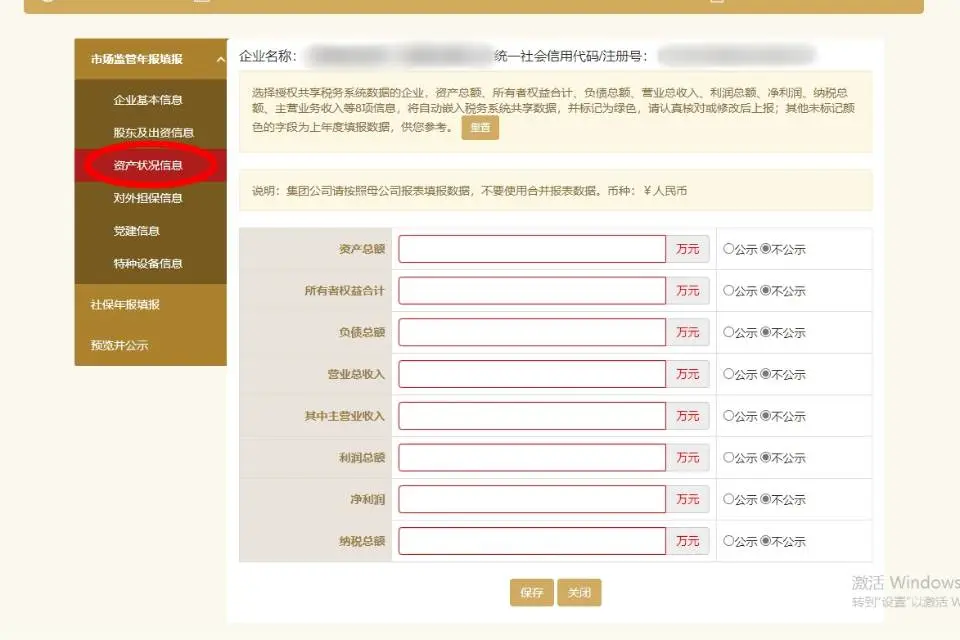 市场监管年报填报
企业基本信息
股东及出资信息
资产状况信息
对外担保信息
党建信息
特种设备信息
社保年报填报
预览并公示
企业名称： 统一社会信用代码/注册号：
选择授权共享税务系统数据的企业，资产总额、所有者权益合计、负债总额、营业总收入、利润总额、净利润、纳税总
额、主营业务收入等8项信息，将自动嵌入税务系统共享数据，并标记为绿色，请认真核对或修改后上报；其他未标记颜
色的字段为上年度填报数据，供您参考。 重置
说明：集团公司请按照母公司报表填报数据，不要使用合并报表数据。币种：￥人民币
资产总额 万元 公示 不公示
所有者权益合计 万元 公示 不公示
负债总额 万元 公示 不公示
营业总收入 万元 公示 不公示
其中主营业收入 万元 公示 不公示
利润总额 万元 公示 不公示
净利润 万元 公示 不公示
纳税总额 万元 公示 不公示
保存 关闭
激活 Windows
转到"设置"以激活 W